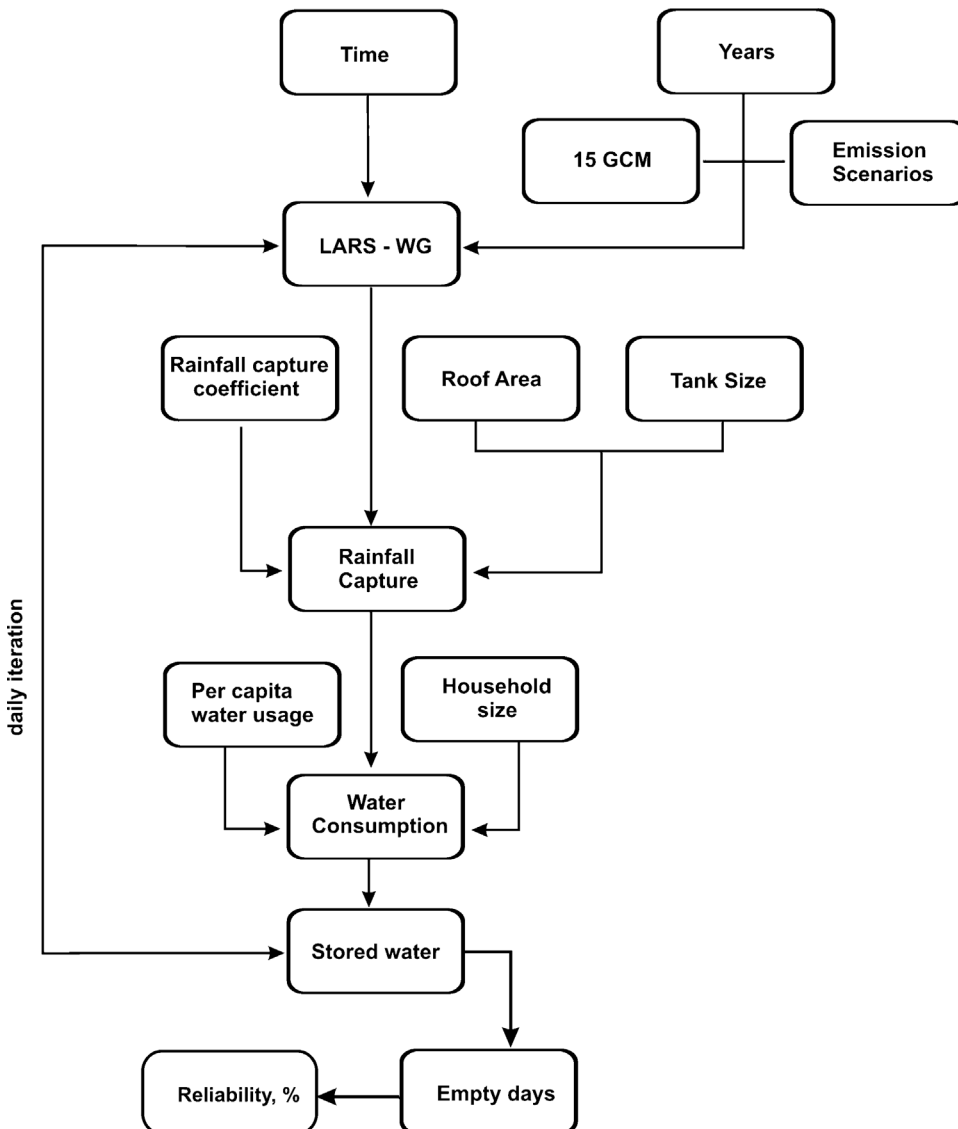 Time
Years
15 GCM
Emission
Scenarios
LARS - WG
Rainfall capture
coefficient
Roof Area
Tank Size
Rainfall
Capture
daily iteration
Per capita
water usage
Household
size
Water
Consumption
Stored water
Reliability, %
Empty days